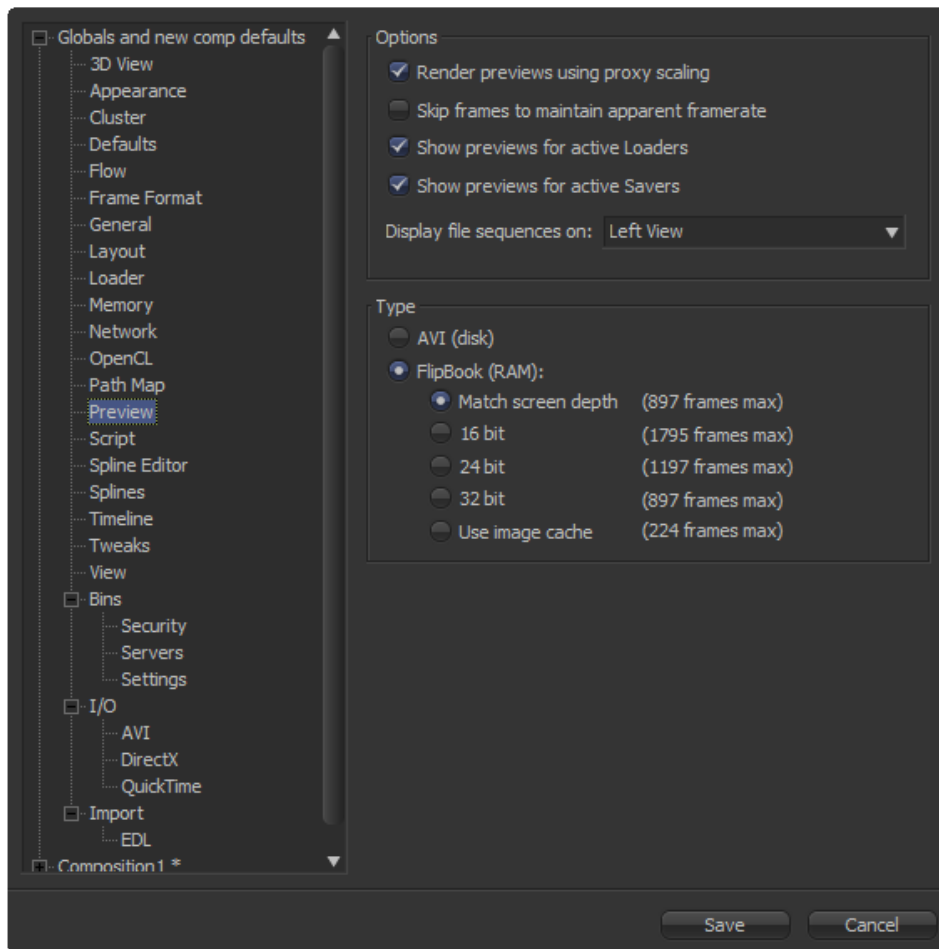 Globals and new comp defaults
3D View
Appearance
Cluster
Defaults
Flow
Frame Format
General
Layout
Loader
Memory
Network
OpenCL
Path Map
Preview
Script
Spline Editor
Splines
Timeline
Tweaks
View
Bins
Security
Servers
Settings
I/O
AVI
DirectX
QuickTime
Import
EDL
Composition1 *
Options
Render previews using proxy scaling
Skip frames to maintain apparent framerate
Show previews for active Loaders
Show previews for active Savers
Display file sequences on: Left View
Type
AVI (disk)
FlipBook (RAM):
Match screen depth (897 frames max)
16 bit (1795 frames max)
24 bit (1197 frames max)
32 bit (897 frames max)
Use image cache (224 frames max)
Save Cancel